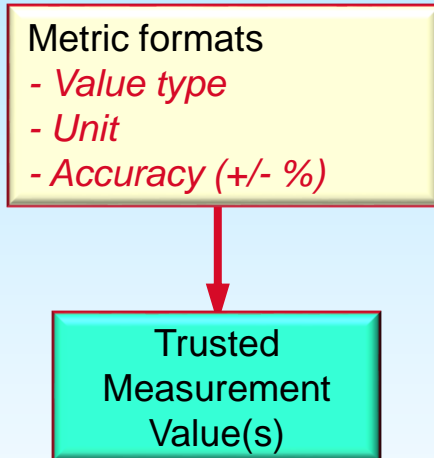 Metric formats
- Value type
- Unit
- Accuracy (+/- %)
Trusted
Measurement
Value(s)